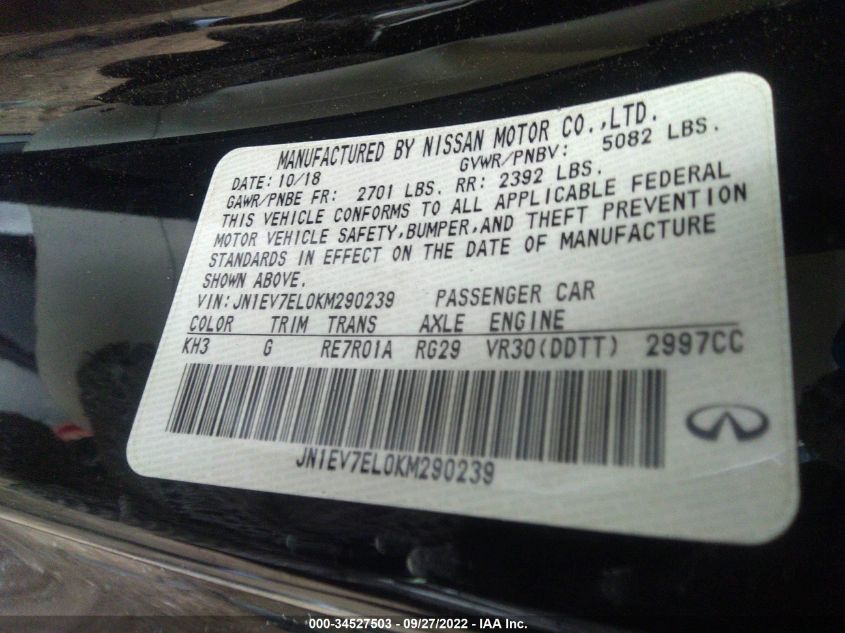 MANUFACTURED BY NISSAN MOTOR CO.,LTD.
DATE: 10/18 GVWR/PNBV: 5082 LBS.
GAWR/PNBE FR: 2701 LBS. RR: 2392 LBS.
THIS VEHICLE CONFORMS TO ALL APPLICABLE FEDERAL
MOTOR VEHICLE SAFETY,BUMPER,AND THEFT PREVENTION
STANDARDS IN EFFECT ON THE DATE OF MANUFACTURE
SHOWN ABOVE.
VIN: JN1EV7EL0KM290239 PASSENGER CAR
COLOR TRIM TRANS AXLE ENGINE
KH3 G RE7R01A RG29 VR30(DDTT) 2997CC
JN1EV7EL0KM290239
000-34527503 - 09/27/2022 - IAAI Inc.